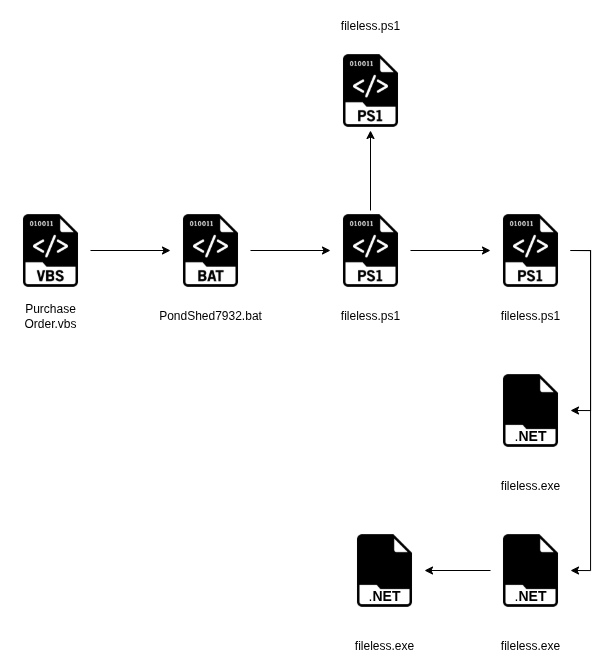 fileless.ps1
010011
</>
PS1
010011
</>
VBS
010011
</>
BAT
010011
</>
PS1
010011
</>
PS1
Purchase
Order.vbs
PondShed7932.bat
fileless.ps1
fileless.ps1
.NET
fileless.exe
.NET
.NET
fileless.exe
fileless.exe